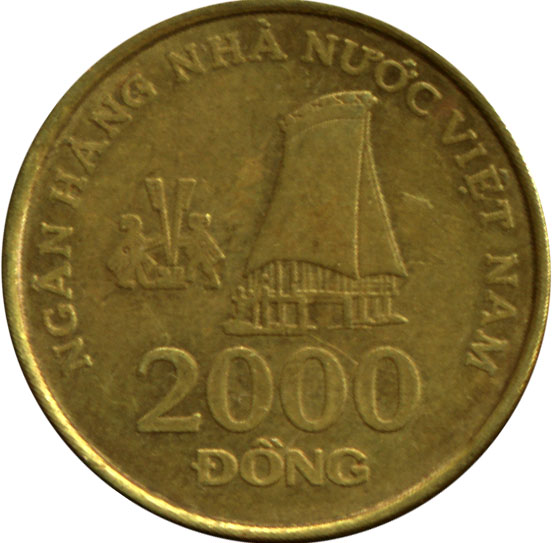 NGÂN HÀNG NHÀ NƯỚC VIỆT NAM
2000
ĐỒNG